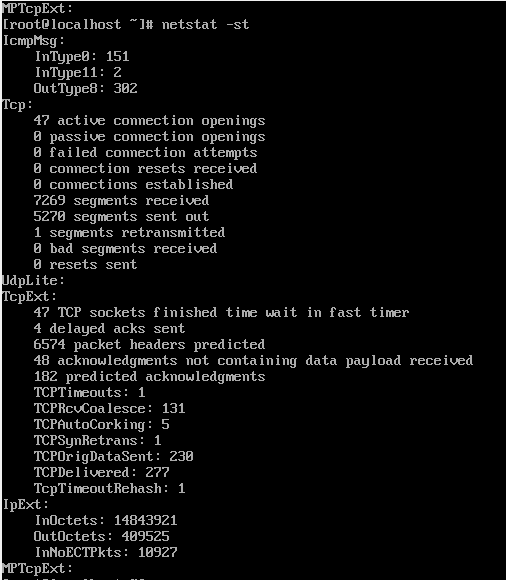 MPTcpExt:
[root@localhost ~]# netstat -st
IcmpMsg:
    InType0: 151
    InType11: 2
    OutType8: 302
Tcp:
    47 active connection openings
    0 passive connection openings
    0 failed connection attempts
    0 connection resets received
    0 connections established
    7269 segments received
    5270 segments sent out
    1 segments retransmitted
    0 bad segments received
    0 resets sent
UdpLite:
TcpExt:
    47 TCP sockets finished time wait in fast timer
    4 delayed acks sent
    6574 packet headers predicted
    48 acknowledgments not containing data payload received
    182 predicted acknowledgments
    TCPTimeouts: 1
    TCPRcvCoalesce: 131
    TCPAutoCorking: 5
    TCPSynRetrans: 1
    TCPOrigDataSent: 230
    TCPDelivered: 277
    TcpTimeoutRehash: 1
IpExt:
    InOctets: 14843921
    OutOctets: 409525
    InNoECTPkts: 10927
MPTcpExt: